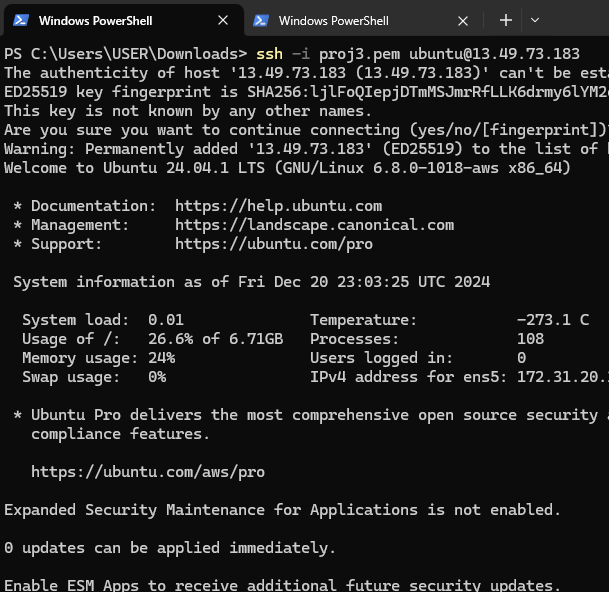 Windows PowerShell
Windows PowerShell
PS C:\Users\USER\Downloads> ssh -i proj3.pem ubuntu@13.49.73.183
The authenticity of host '13.49.73.183 (13.49.73.183)' can't be
ED25519 key fingerprint is
This key is not known by any other names.
Are you sure you want to continue connecting (yes/no/[fingerprint])?
Warning: Permanently added '13.49.73.183' (ED25519) to the list of
Welcome to Ubuntu 24.04.1 LTS (GNU/Linux 6.8.0-1018-aws x86_64)
* Documentation: https://help.ubuntu.com
* Management: https://landscape.canonical.com
* Support: https://ubuntu.com/pro
System information as of Fri Dec 20 23:03:25 UTC 2024
System load: 0.01 Temperature: -273.1 C
Usage of /: 26.6% of 6.71GB Processes: 108
Memory usage: 24% Users logged in: 0
Swap usage: 0% IPv4 address for ens5: 172.31.20.
* Ubuntu Pro delivers the most comprehensive open source security
compliance features.
https://ubuntu.com/aws/pro
Expanded Security Maintenance for Applications is not enabled.
0 updates can be applied immediately.
Enable ESM Apps to receive additional future security updates.